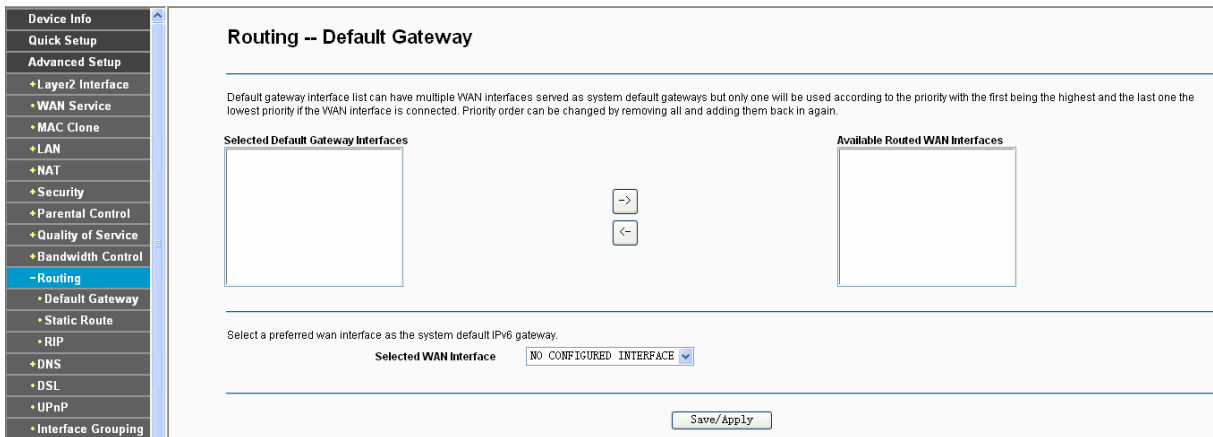 Device Info
Quick Setup
Advanced Setup
+Layer2 Interface
•WAN Service
•MAC Clone
+LAN
+NAT
+Security
+Parental Control
+Quality of Service
+Bandwidth Control
-Routing
•Default Gateway
•Static Route
•RIP
+DNS
•DSL
•UPnP
•Interface Grouping
Routing -- Default Gateway
Default gateway interface list can have multiple WAN interfaces served as system default gateways but only one will be used according to the priority with the first being the highest and the last one the
lowest priority if the WAN interface is connected. Priority order can be changed by removing all and adding them back in again.
Selected Default Gateway Interfaces
Available Routed WAN Interfaces
->
<-
Select a preferred wan interface as the system default IPv6 gateway.
Selected WAN Interface NO CONFIGURED INTERFACE
Save/Apply